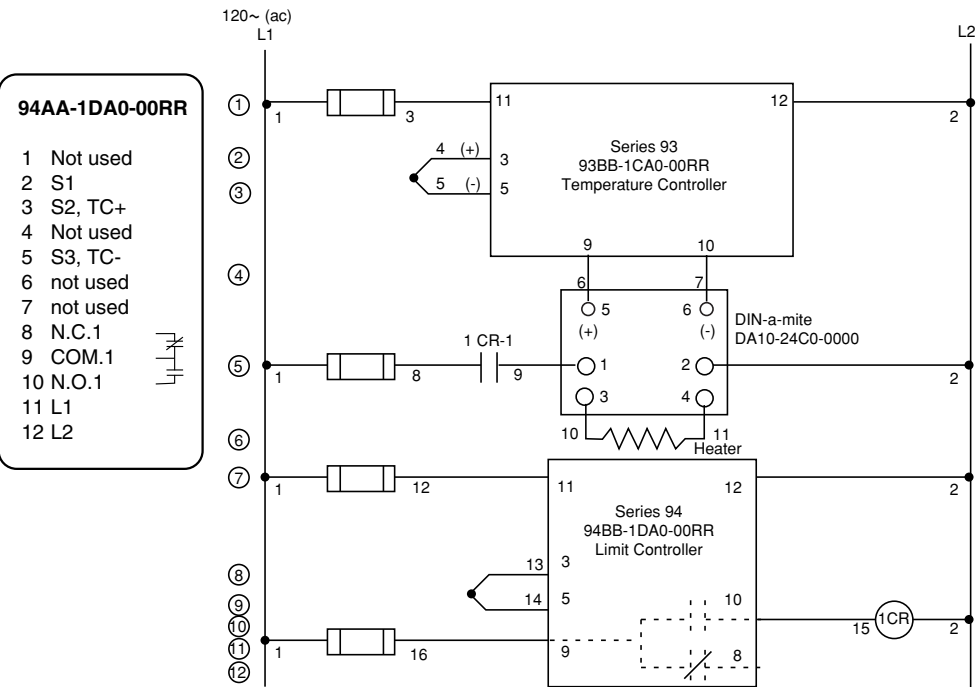 120~ (ac)
L1
L2
94AA-1DA0-00RR
1 Not used
2 S1
3 S2, TC+
4 Not used
5 S3, TC-
6 not used
7 not used
8 N.C.1
9 COM.1
10 N.O.1
11 L1
12 L2
1
1
3
11
12
2
Series 93
93BB-1CA0-00RR
Temperature Controller
2
4 (+)
3
3
5 (-)
5
9
10
4
6
7
5
6
(+)
(-)
DIN-a-mite
DA10-24C0-0000
1 CR-1
5
1
8
9
1
2
2
3
4
6
10
11
Heater
7
1
12
11
12
2
Series 94
94BB-1DA0-00RR
Limit Controller
8
13
3
9
14
5
10
10
15
1CR
2
11
1
16
9
8
12